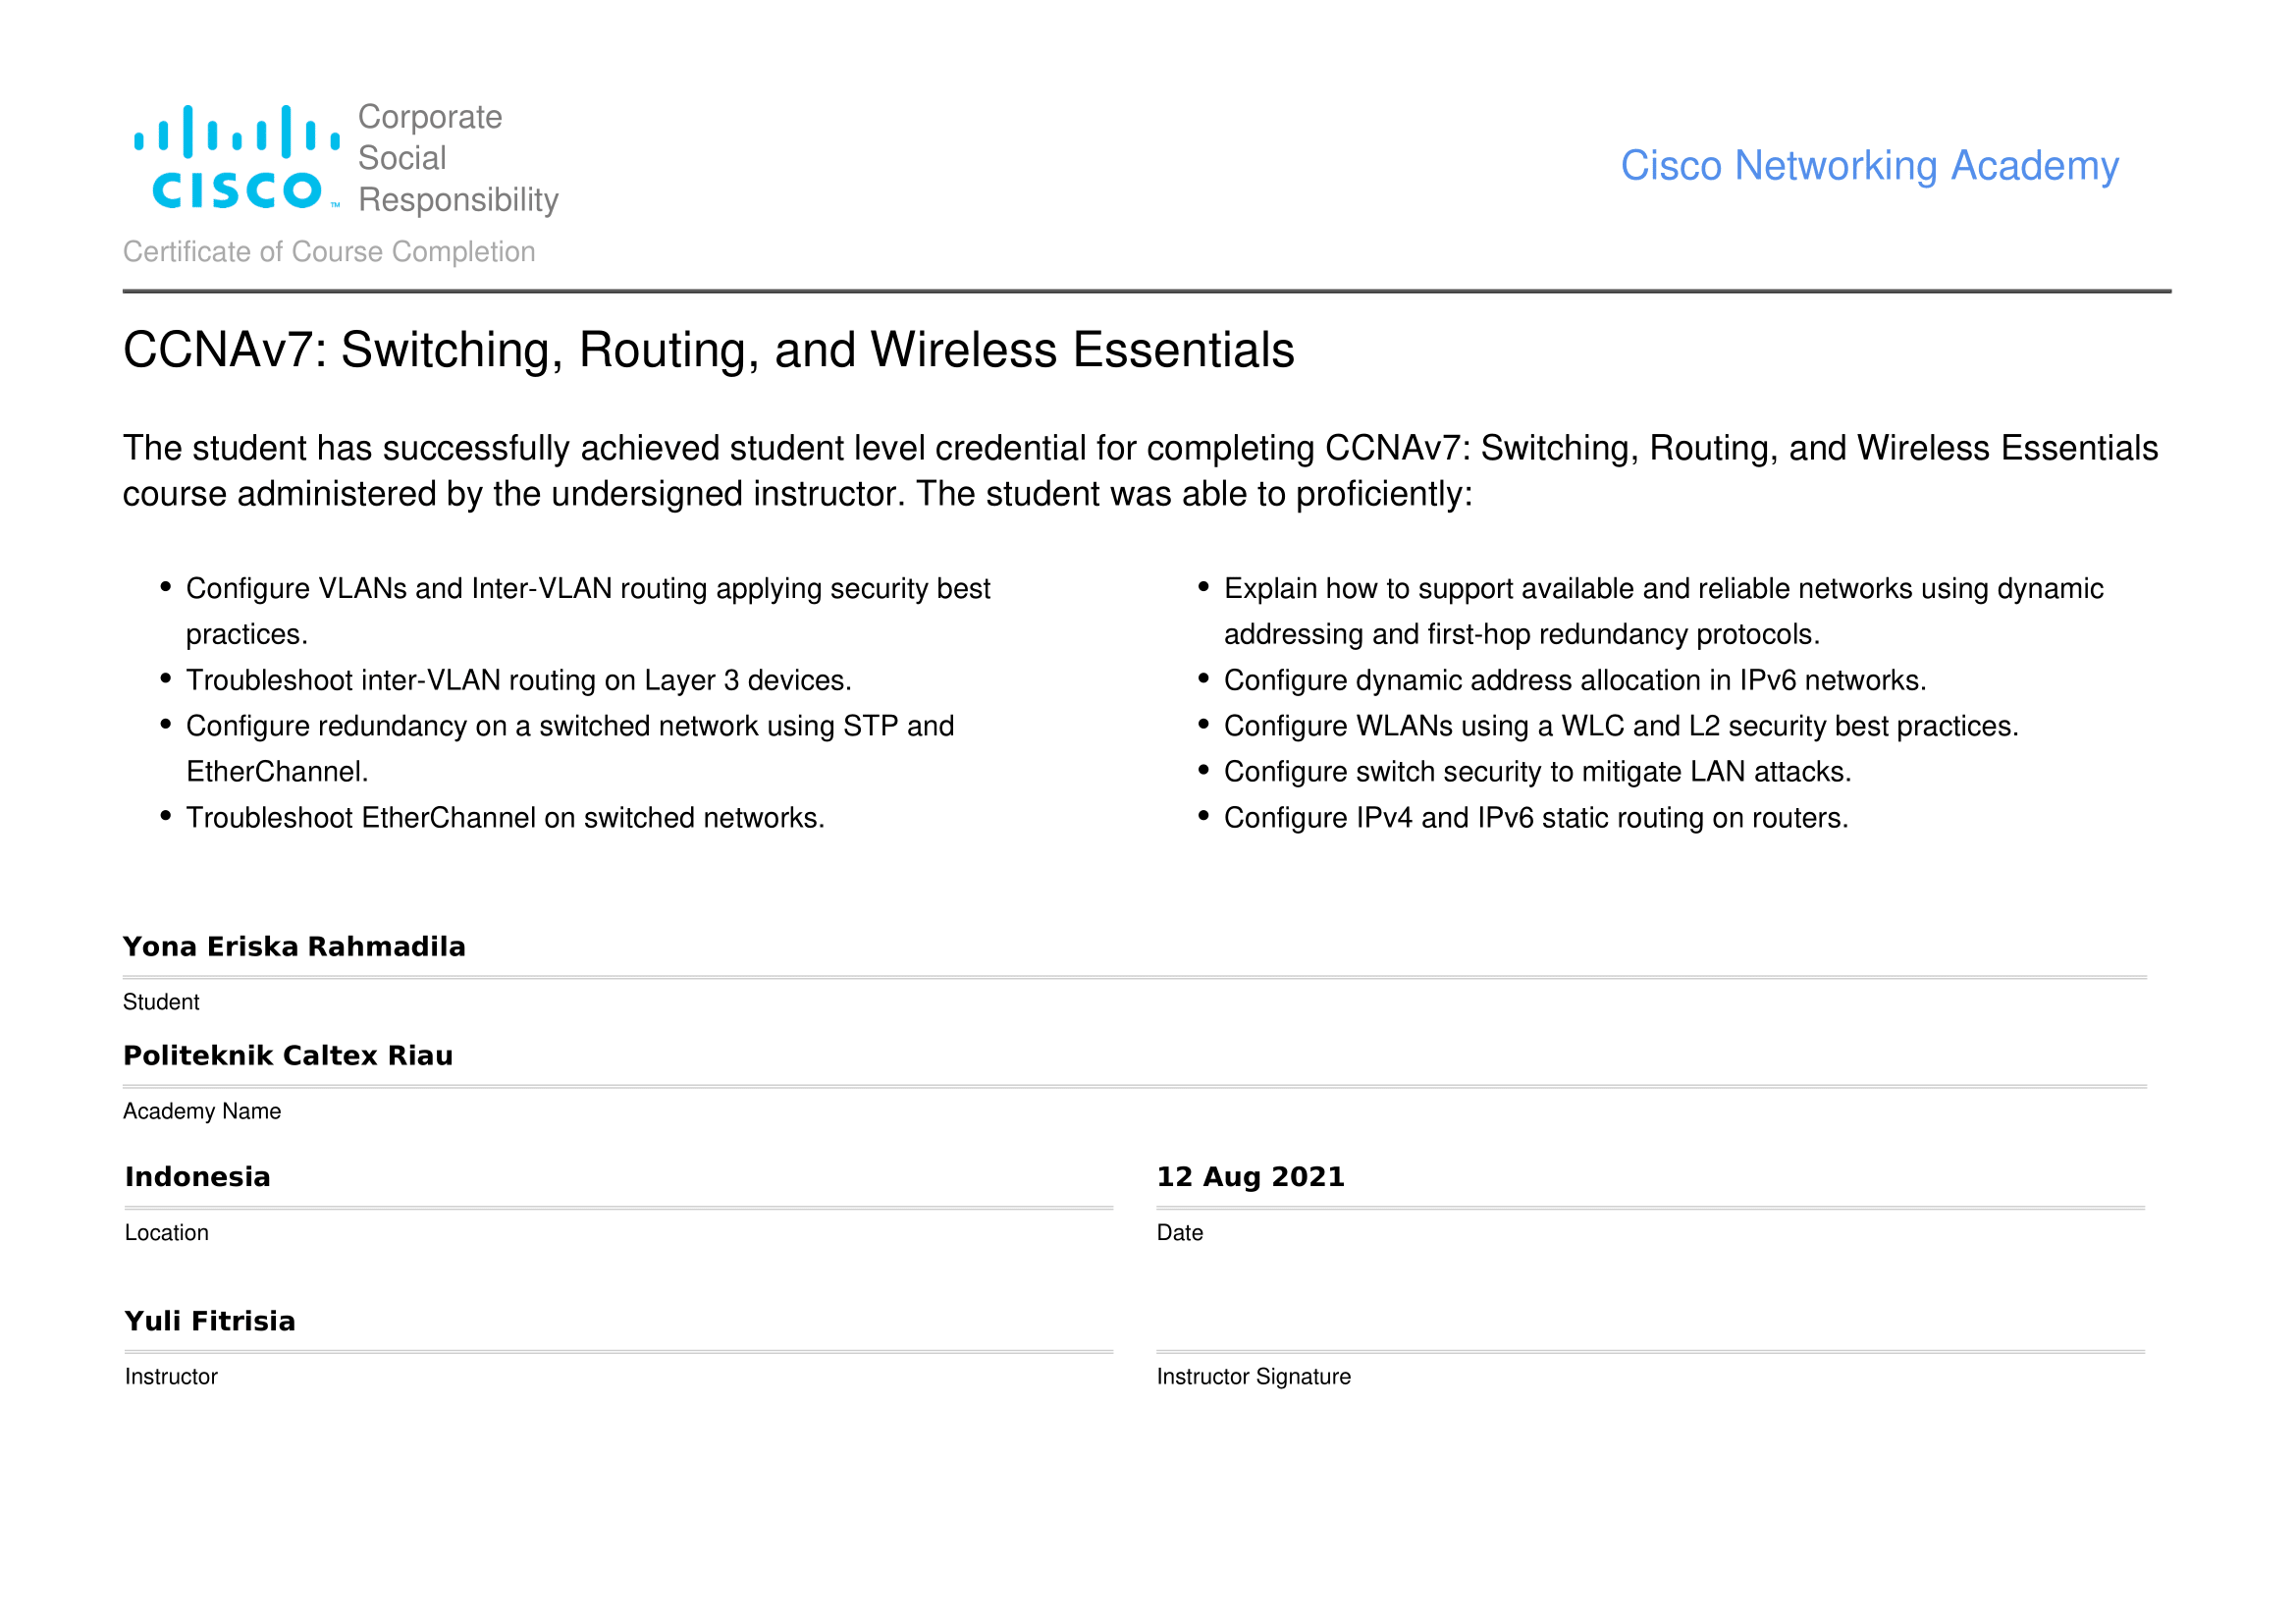 Corporate
Social
Responsibility
CISCO™
Cisco Networking Academy
Certificate of Course Completion
CCNAv7: Switching, Routing, and Wireless Essentials
The student has successfully achieved student level credential for completing CCNAv7: Switching, Routing, and Wireless Essentials
course administered by the undersigned instructor. The student was able to proficiently:
• Configure VLANs and Inter-VLAN routing applying security best
practices.
• Troubleshoot inter-VLAN routing on Layer 3 devices.
• Configure redundancy on a switched network using STP and
EtherChannel.
• Troubleshoot EtherChannel on switched networks.
• Explain how to support available and reliable networks using dynamic
addressing and first-hop redundancy protocols.
• Configure dynamic address allocation in IPv6 networks.
• Configure WLANs using a WLC and L2 security best practices.
• Configure switch security to mitigate LAN attacks.
• Configure IPv4 and IPv6 static routing on routers.
Yona Eriska Rahmadila
Student
Politeknik Caltex Riau
Academy Name
Indonesia
Location
12 Aug 2021
Date
Yuli Fitrisia
Instructor
Instructor Signature